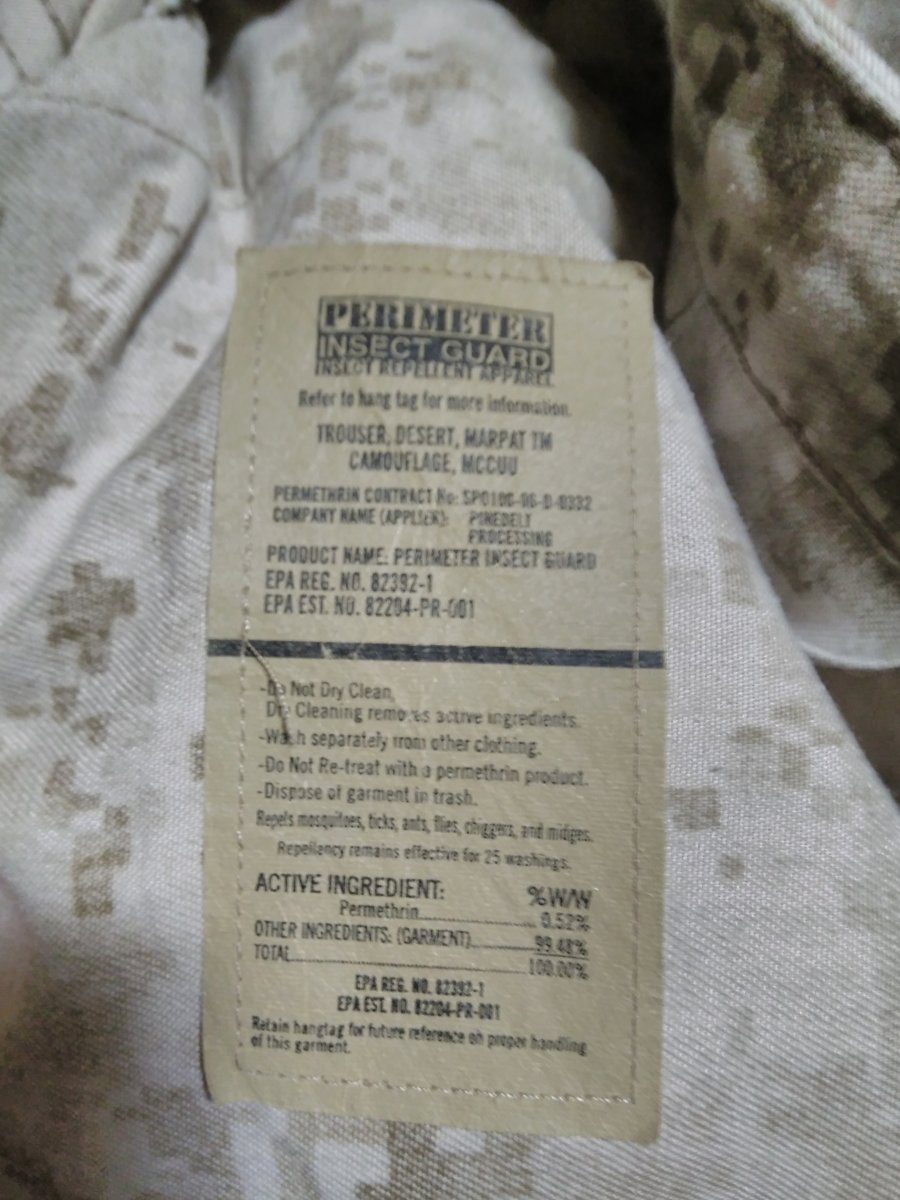 PERIMETER
INSECT GUARD
INSECT REPELLENT APPAREL
Refer to hang tag for more information.
TROUSER, DESERT, MARPAT TM
CAMOUFLAGE, MCCUU
PERMETHRIN CONTRACT No: SPO100-06-D-0332
COMPANY NAME (APPLIER): PINEBELT
PROCESSING
PRODUCT NAME: PERIMETER INSECT GUARD
EPA REG. NO. 82392-1
EPA EST. NO. 82204-PR-001
-Do Not Dry Clean,
Dry Cleaning removes active ingredients.
-Wash separately from other clothing.
-Do Not Re-treat with a permethrin product.
-Dispose of garment in trash.
Repels mosquitoes, ticks, ants, flies, chiggers, and midges.
Repellency remains effective for 25 washings.
ACTIVE INGREDIENT: %W/W
Permethrin 0.52%
OTHER INGREDIENTS: (GARMENT) 99.48%
TOTAL 100.00%
EPA REG. NO. 82392-1
EPA EST. NO. 82204-PR-001
Retain hangtag for future reference on proper handling
of this garment.